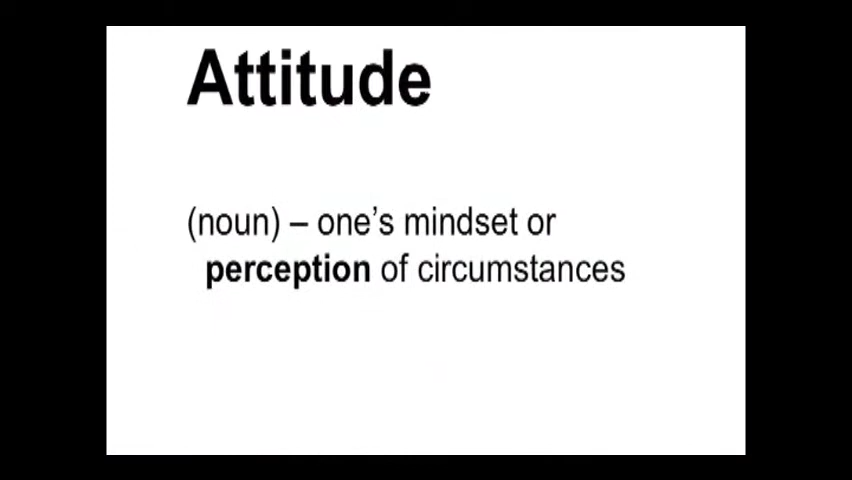 Attitude
(noun) – one’s mindset or
perception of circumstances